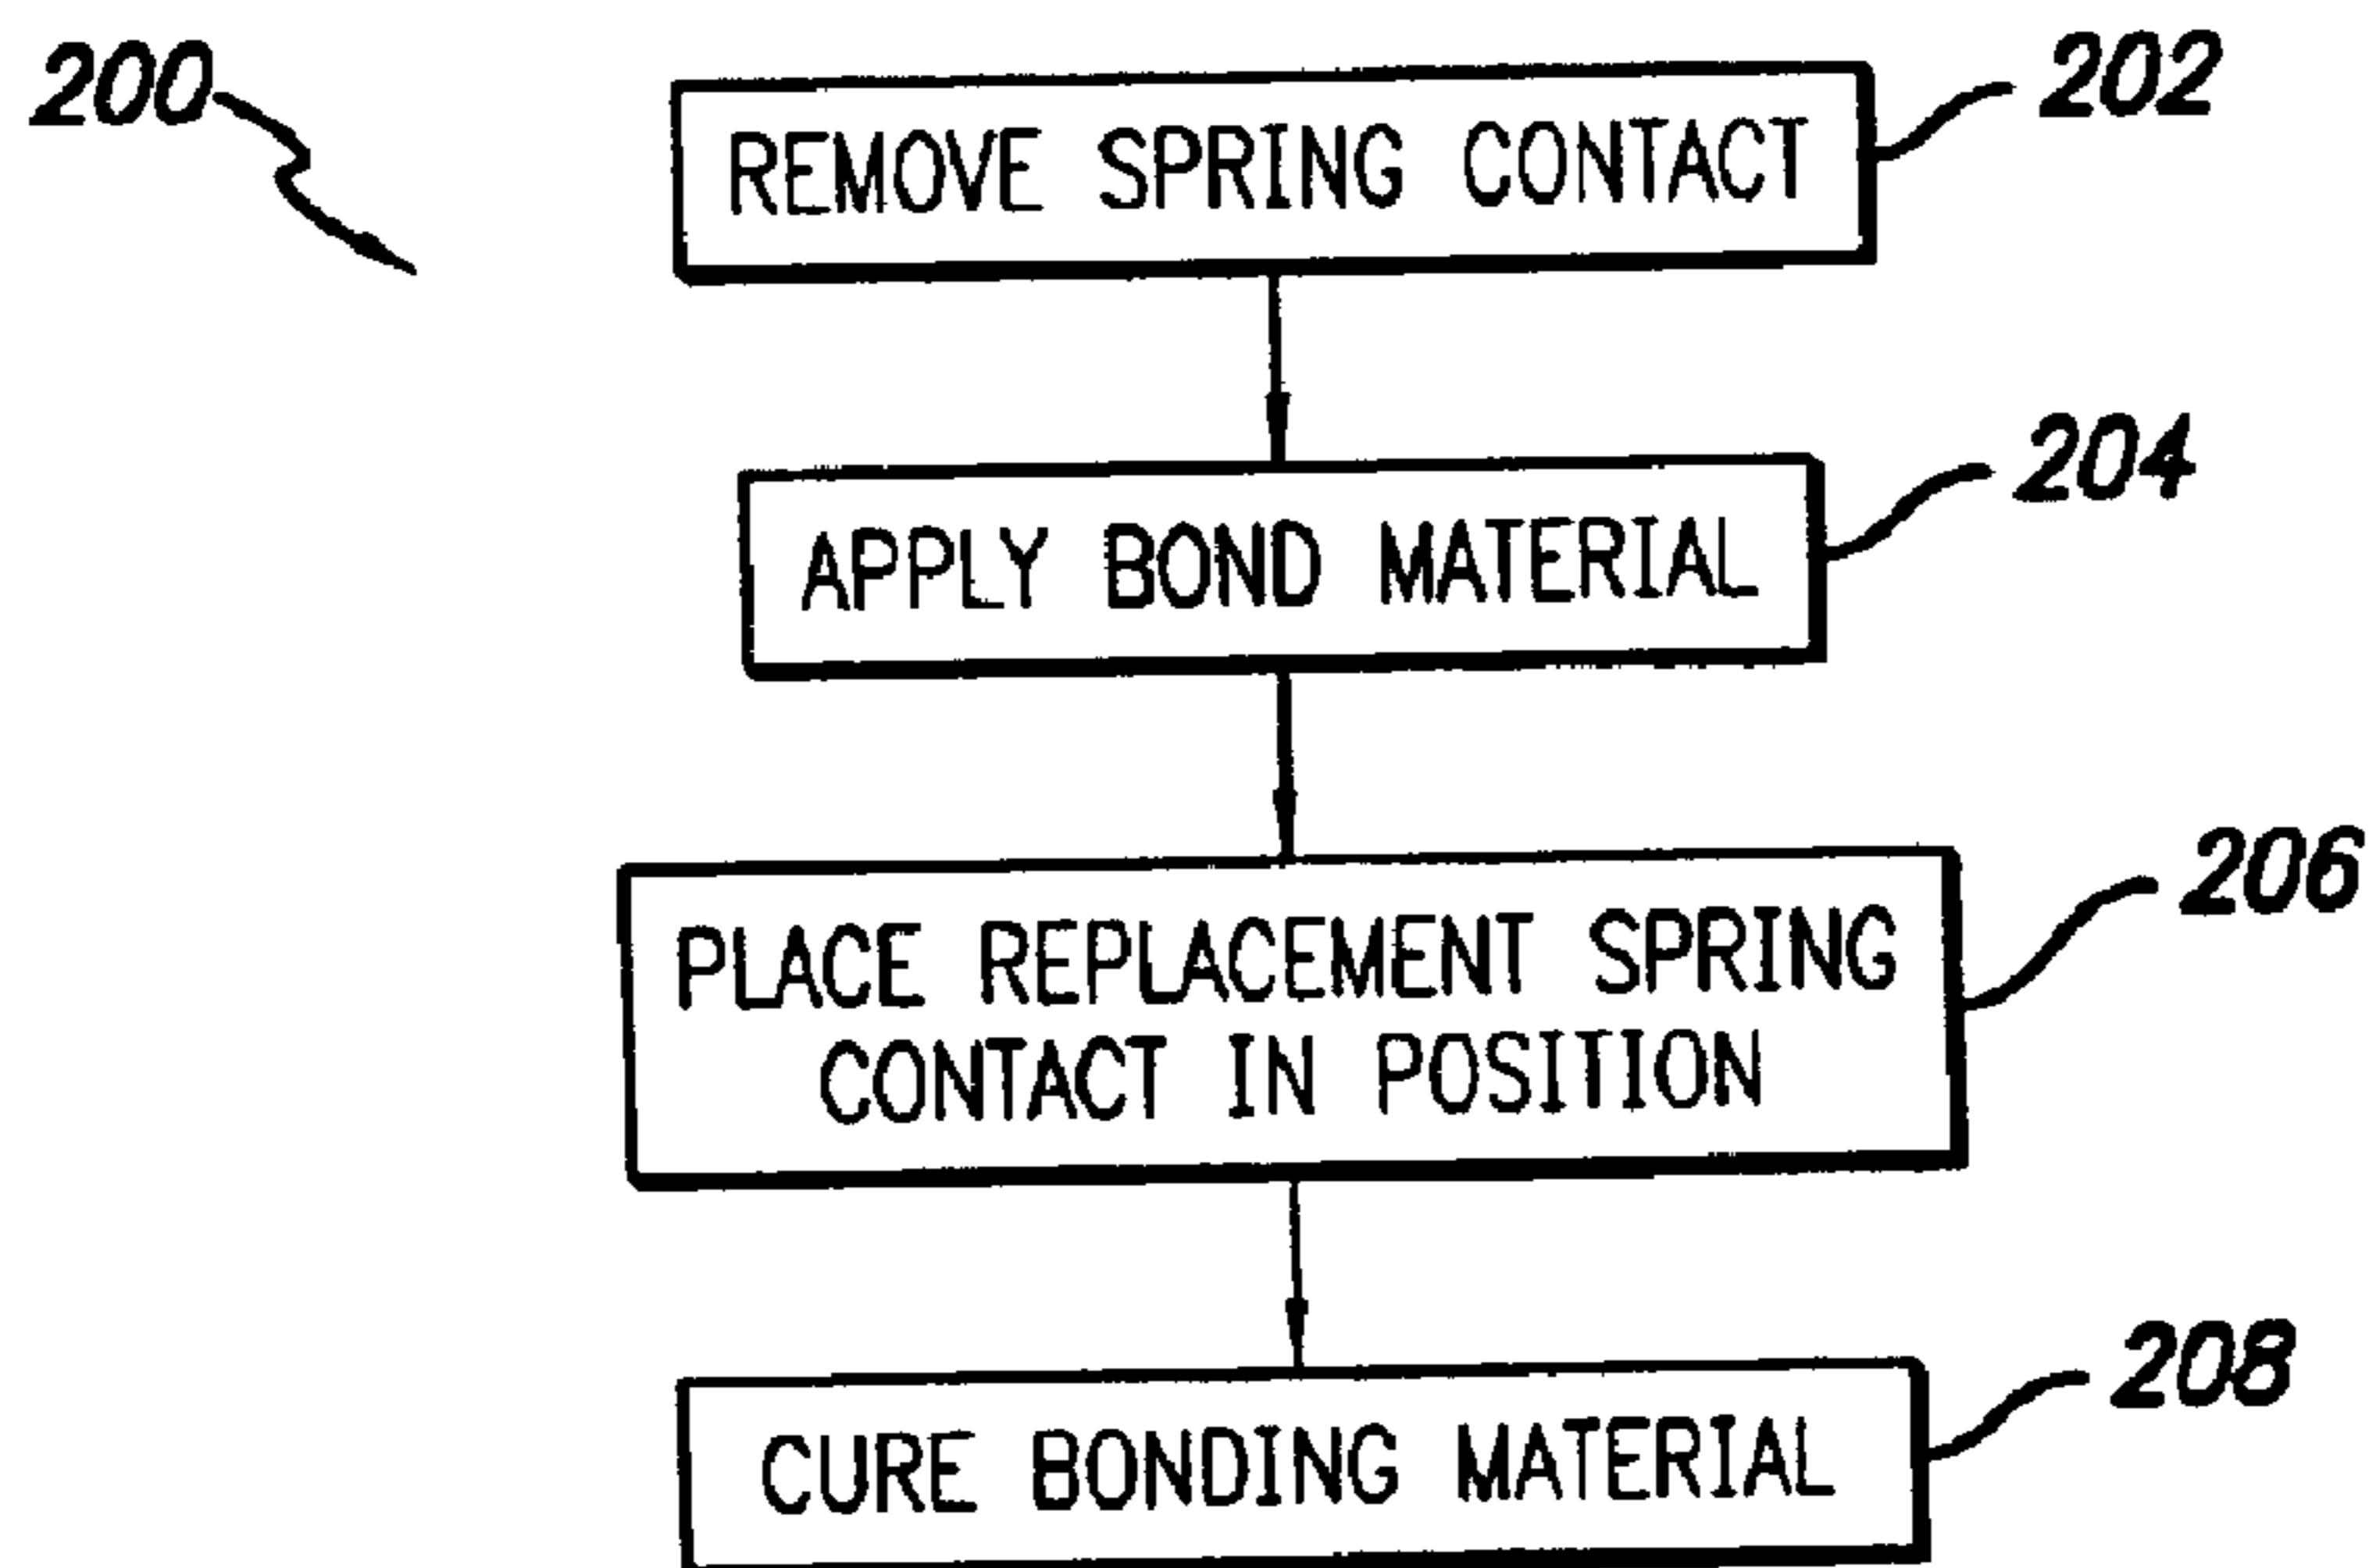 200
REMOVE SPRING CONTACT
202
APPLY BOND MATERIAL
204
PLACE REPLACEMENT SPRING
CONTACT IN POSITION
206
CURE BONDING MATERIAL
208